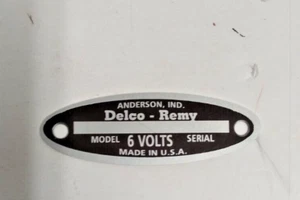 ANDERSON, IND.
Delco - Remy
MODEL 6 VOLTS SERIAL
MADE IN U.S.A.